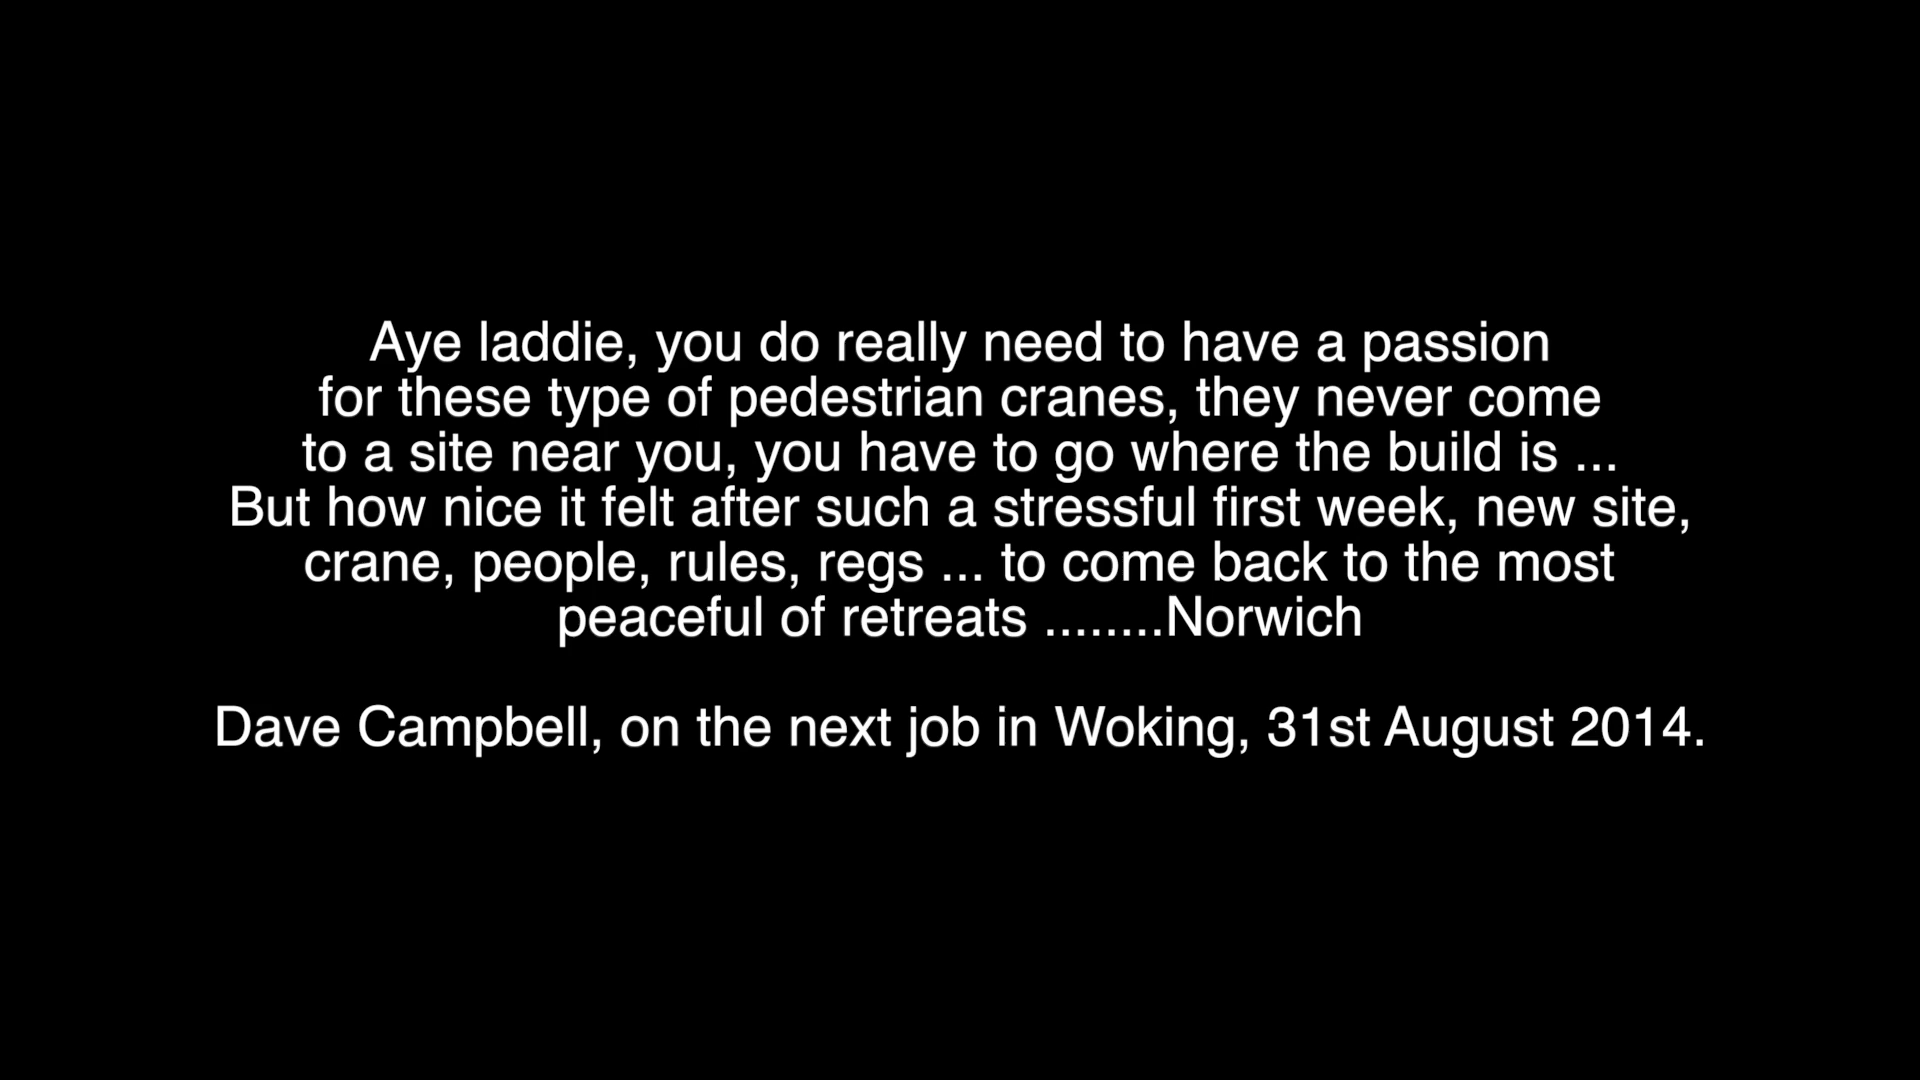 Aye laddie, you do really need to have a passion
for these type of pedestrian cranes, they never come
to a site near you, you have to go where the build is ...
But how nice it felt after such a stressful first week, new site,
crane, people, rules, regs ... to come back to the most
peaceful of retreats ........Norwich
Dave Campbell, on the next job in Woking, 31st August 2014.